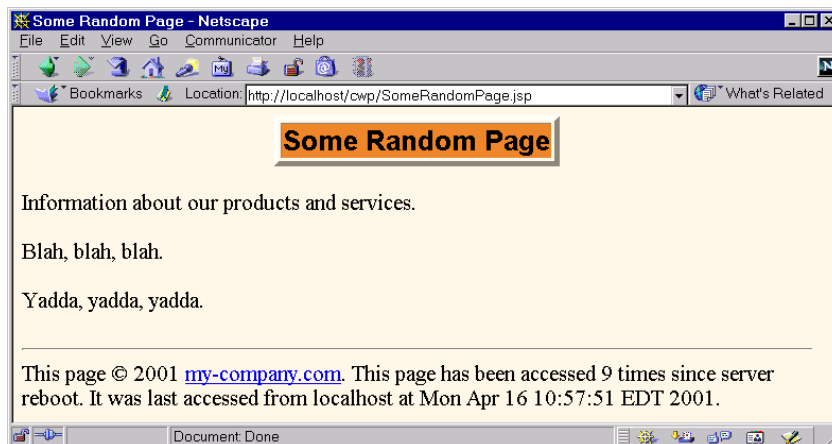 Some Random Page - Netscape
File Edit View Go Communicator Help
My
Bookmarks Location: http://localhost/cwp/SomeRandomPage.jsp What's Related
N
Some Random Page
Information about our products and services.
Blah, blah, blah.
Yadda, yadda, yadda.
This page © 2001 my-company.com. This page has been accessed 9 times since server
reboot. It was last accessed from localhost at Mon Apr 16 10:57:51 EDT 2001.
Document: Done